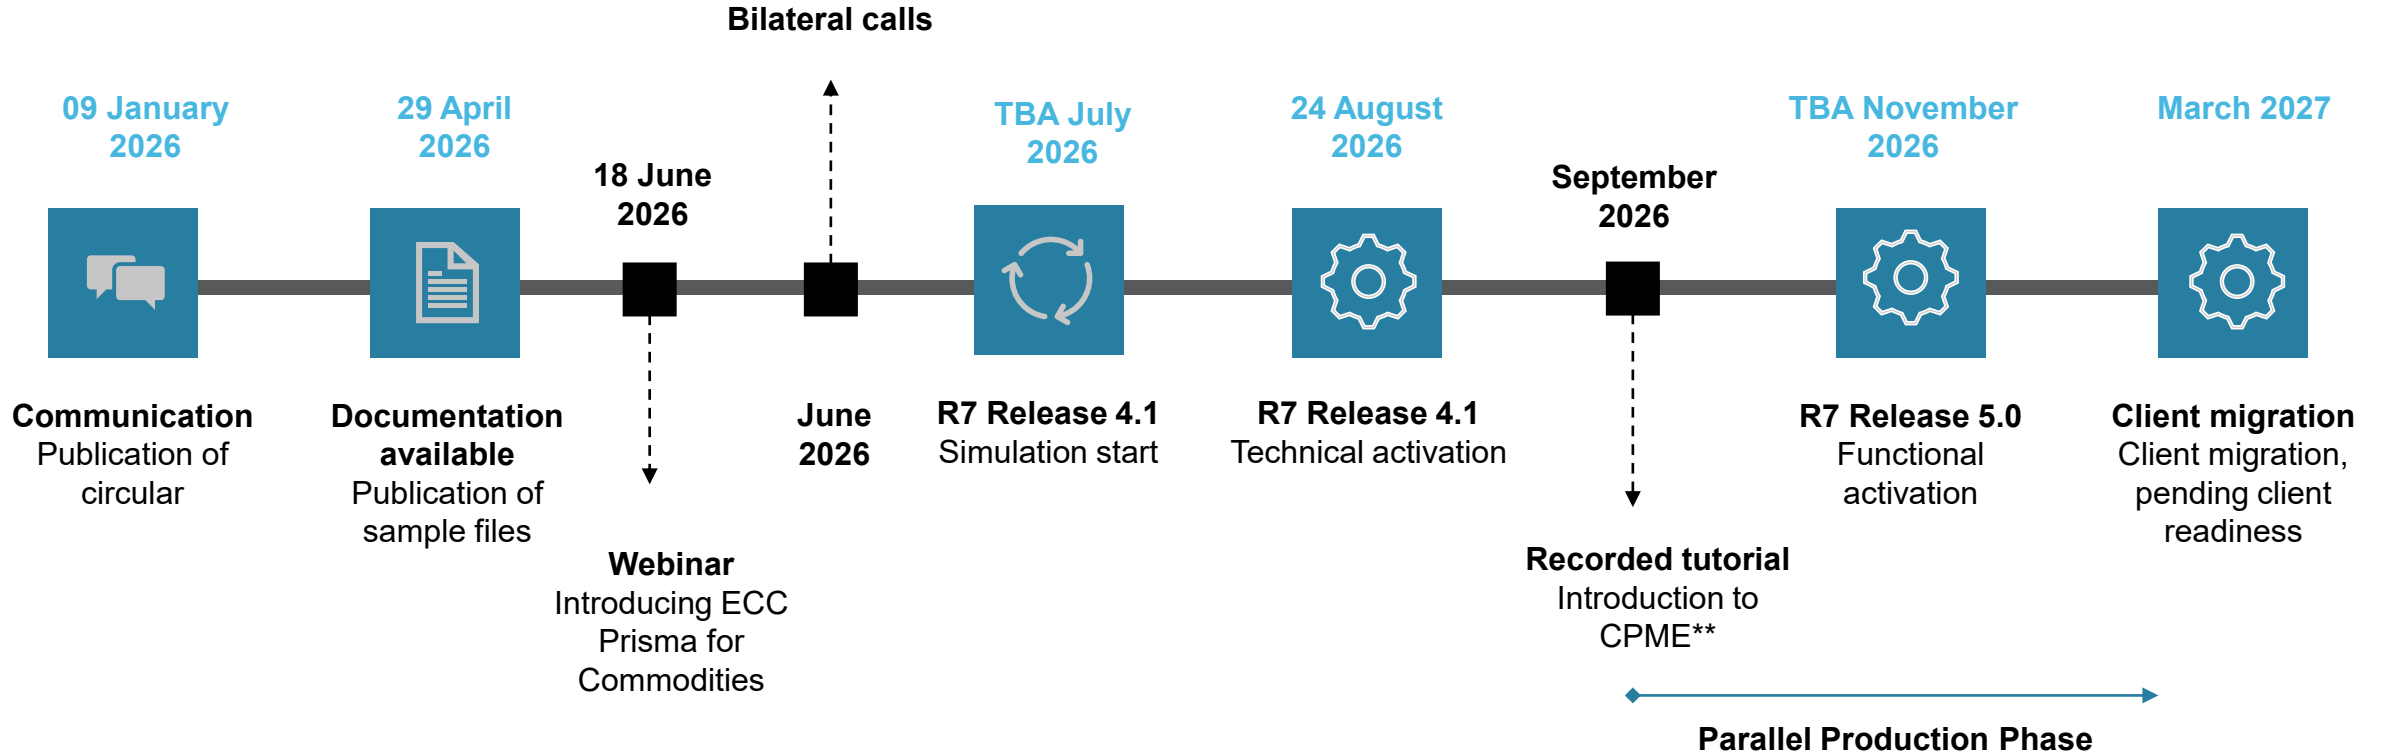 Bilateral calls
09 January
2026
29 April
2026
18 June
2026
TBA July
2026
24 August
2026
September
2026
TBA November
2026
March 2027
Communication
Publication of
circular
Documentation
available
Publication of
sample files
Webinar
Introducing ECC
Prisma for
Commodities
June
2026
R7 Release 4.1
Simulation start
R7 Release 4.1
Technical activation
Recorded tutorial
Introduction to
CPME**
R7 Release 5.0
Functional
activation
Client migration
Client migration,
pending client
readiness
Parallel Production Phase